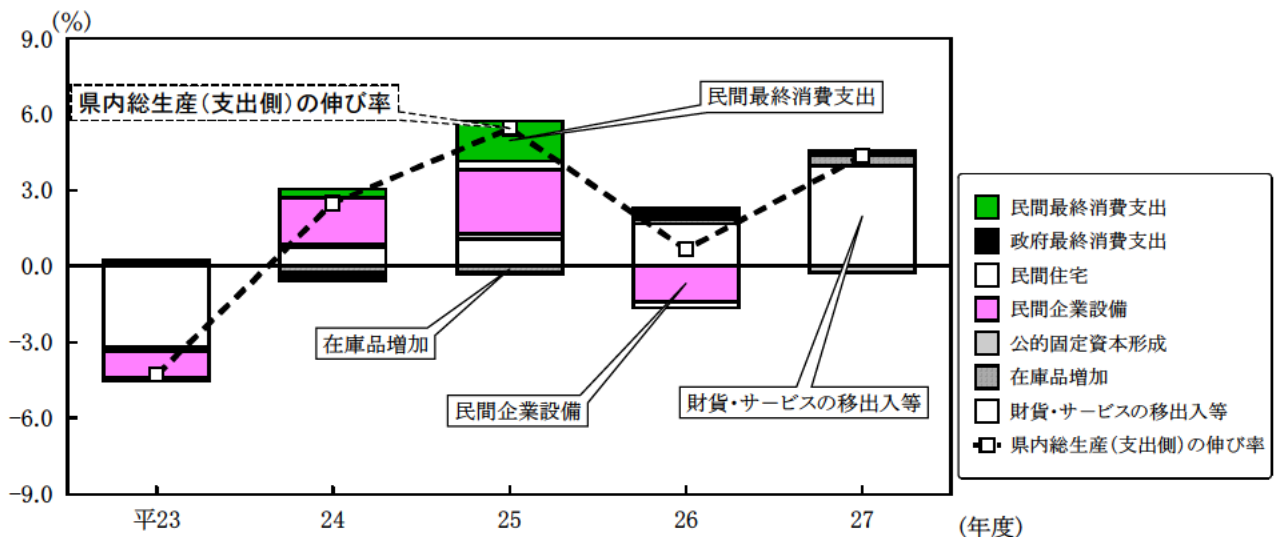 (%)
9.0
6.0
3.0
0.0
−3.0
−6.0
−9.0
県内総生産(支出側)の伸び率
民間最終消費支出
在庫品増加
民間企業設備
財貨・サービスの移出入等
平23
24
25
26
27
(年度)
民間最終消費支出
政府最終消費支出
民間住宅
民間企業設備
公的固定資本形成
在庫品増加
財貨・サービスの移出入等
県内総生産(支出側)の伸び率